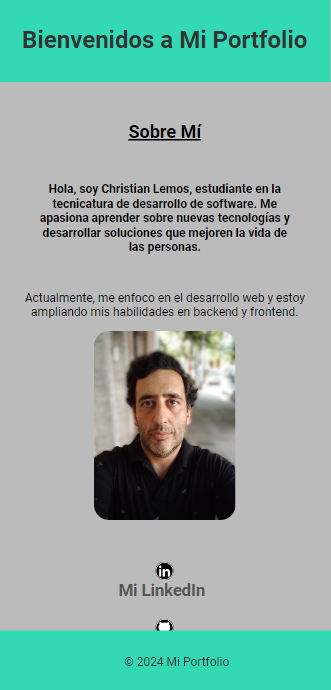 Bienvenidos a Mi Portfolio
Sobre Mí
Hola, soy Christian Lemos, estudiante en la
tecnicatura de desarrollo de software. Me
apasiona aprender sobre nuevas tecnologías y
desarrollar soluciones que mejoren la vida de
las personas.
Actualmente, me enfoco en el desarrollo web y estoy
ampliando mis habilidades en backend y frontend.
in
Mi LinkedIn
© 2024 Mi Portfolio